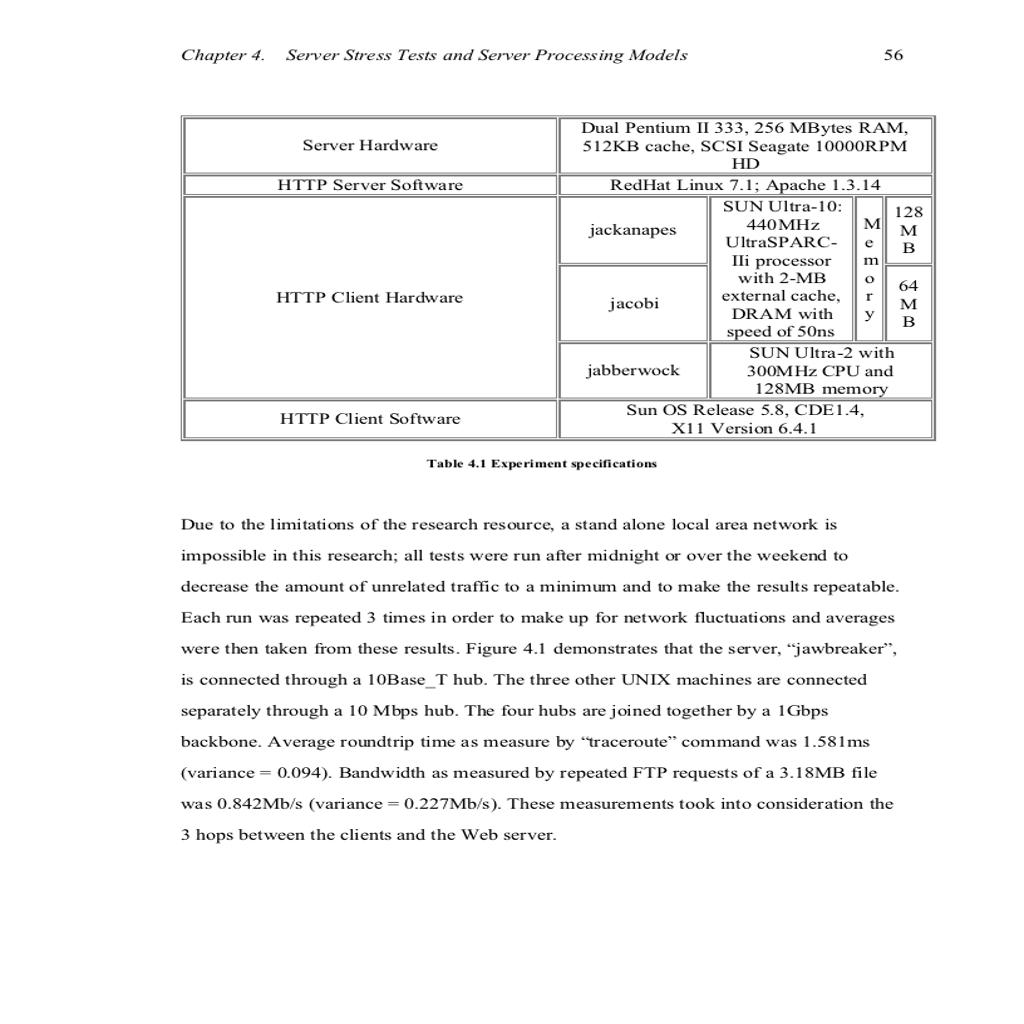 Chapter 4. Server Stress Tests and Server Processing Models 56
Server Hardware
Dual Pentium II 333, 256 MBytes RAM,
512KB cache, SCSI Seagate 10000RPM
HD
HTTP Server Software
RedHat Linux 7.1; Apache 1.3.14
HTTP Client Hardware
jackanapes
SUN Ultra-10:
440MHz
UltraSPARC-
IIi processor
with 2-MB
external cache,
DRAM with
speed of 50ns
M
e
m
o
r
y
128
M
B
jacobi
64
M
B
jabberwock
SUN Ultra-2 with
300MHz CPU and
128MB memory
HTTP Client Software
Sun OS Release 5.8, CDE1.4,
X11 Version 6.4.1
Table 4.1 Experiment specifications
Due to the limitations of the research resource, a stand alone local area network is
impossible in this research; all tests were run after midnight or over the weekend to
decrease the amount of unrelated traffic to a minimum and to make the results repeatable.
Each run was repeated 3 times in order to make up for network fluctuations and averages
were then taken from these results. Figure 4.1 demonstrates that the server, “jawbreaker”,
is connected through a 10Base_T hub. The three other UNIX machines are connected
separately through a 10 Mbps hub. The four hubs are joined together by a 1Gbps
backbone. Average roundtrip time as measure by “traceroute” command was 1.581ms
(variance = 0.094). Bandwidth as measured by repeated FTP requests of a 3.18MB file
was 0.842Mb/s (variance = 0.227Mb/s). These measurements took into consideration the
3 hops between the clients and the Web server.